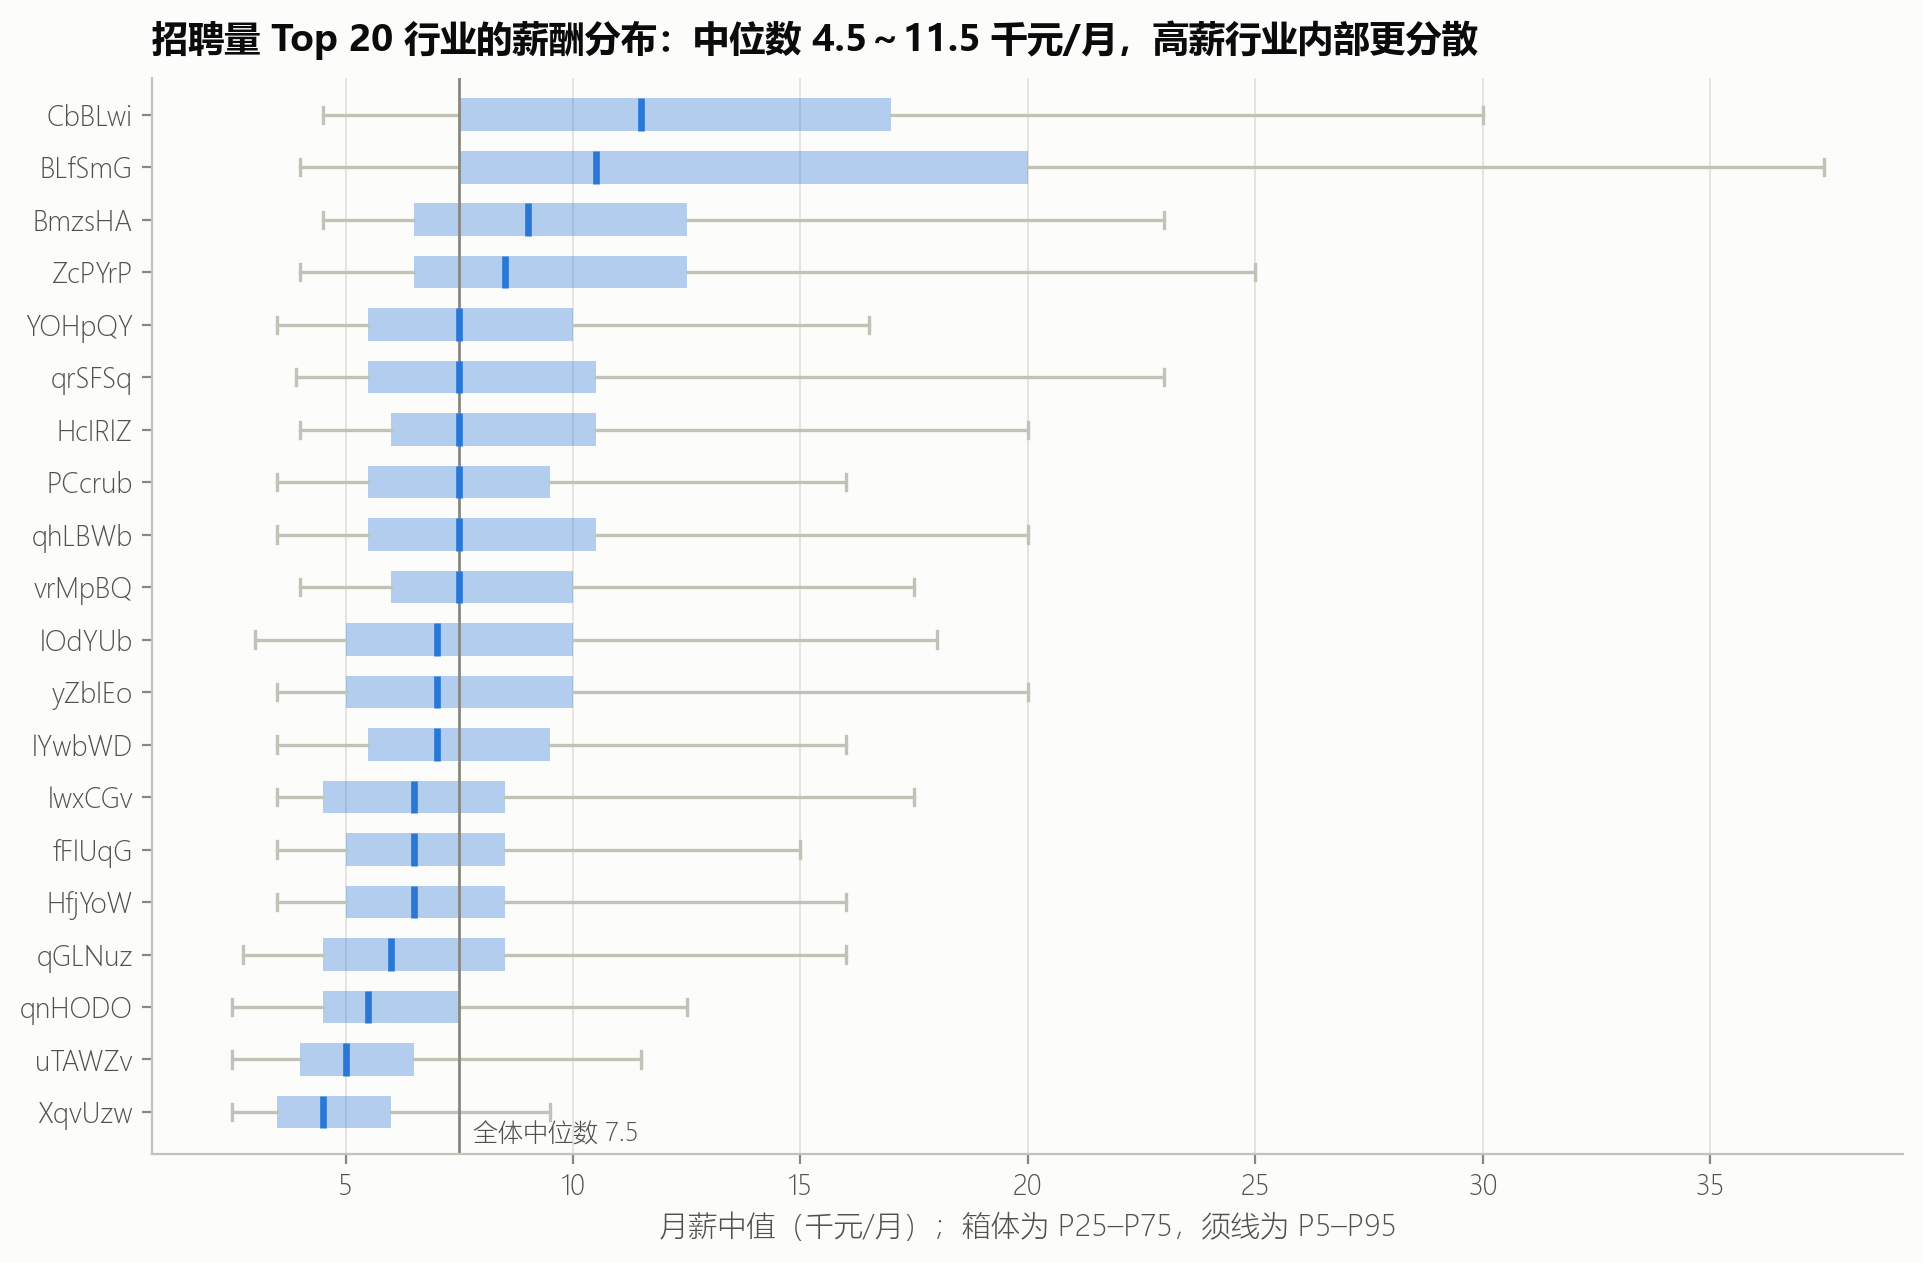 招聘量 Top 20 行业的薪酬分布：中位数 4.5～11.5 千元/月，高薪行业内部更分散
CbBLwi
BLfSmG
BmzsHA
ZcPYrP
YOHpQY
qrSFSq
HclRlZ
PCcrub
qhLBWb
vrMpBQ
lOdYUb
yZblEo
lYwbWD
lwxCGv
fFlUqG
HfjYoW
qGLNuz
qnHODO
uTAWZv
XqvUzw
全体中位数 7.5
5 10 15 20 25 30 35
月薪中值（千元/月）；箱体为 P25–P75，须线为 P5–P95